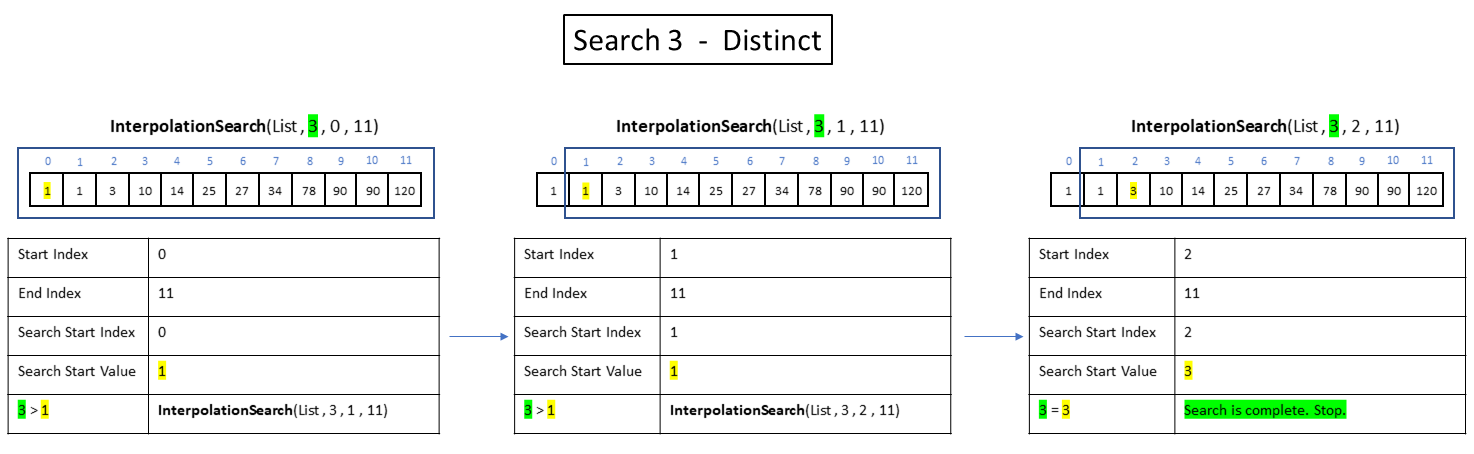 Search 3 - Distinct
InterpolationSearch(List , 3 , 0 , 11)
0 1 2 3 4 5 6 7 8 9 10 11
1 1 3 10 14 25 27 34 78 90 90 120
Start Index 0
End Index 11
Search Start Index 0
Search Start Value 1
3 > 1 InterpolationSearch(List , 3 , 1 , 11)
InterpolationSearch(List , 3 , 1 , 11)
0 1 2 3 4 5 6 7 8 9 10 11
1 1 3 10 14 25 27 34 78 90 90 120
Start Index 1
End Index 11
Search Start Index 1
Search Start Value 1
3 > 1 InterpolationSearch(List , 3 , 2 , 11)
InterpolationSearch(List , 3 , 2 , 11)
0 1 2 3 4 5 6 7 8 9 10 11
1 1 3 10 14 25 27 34 78 90 90 120
Start Index 2
End Index 11
Search Start Index 2
Search Start Value 3
3 = 3 Search is complete. Stop.